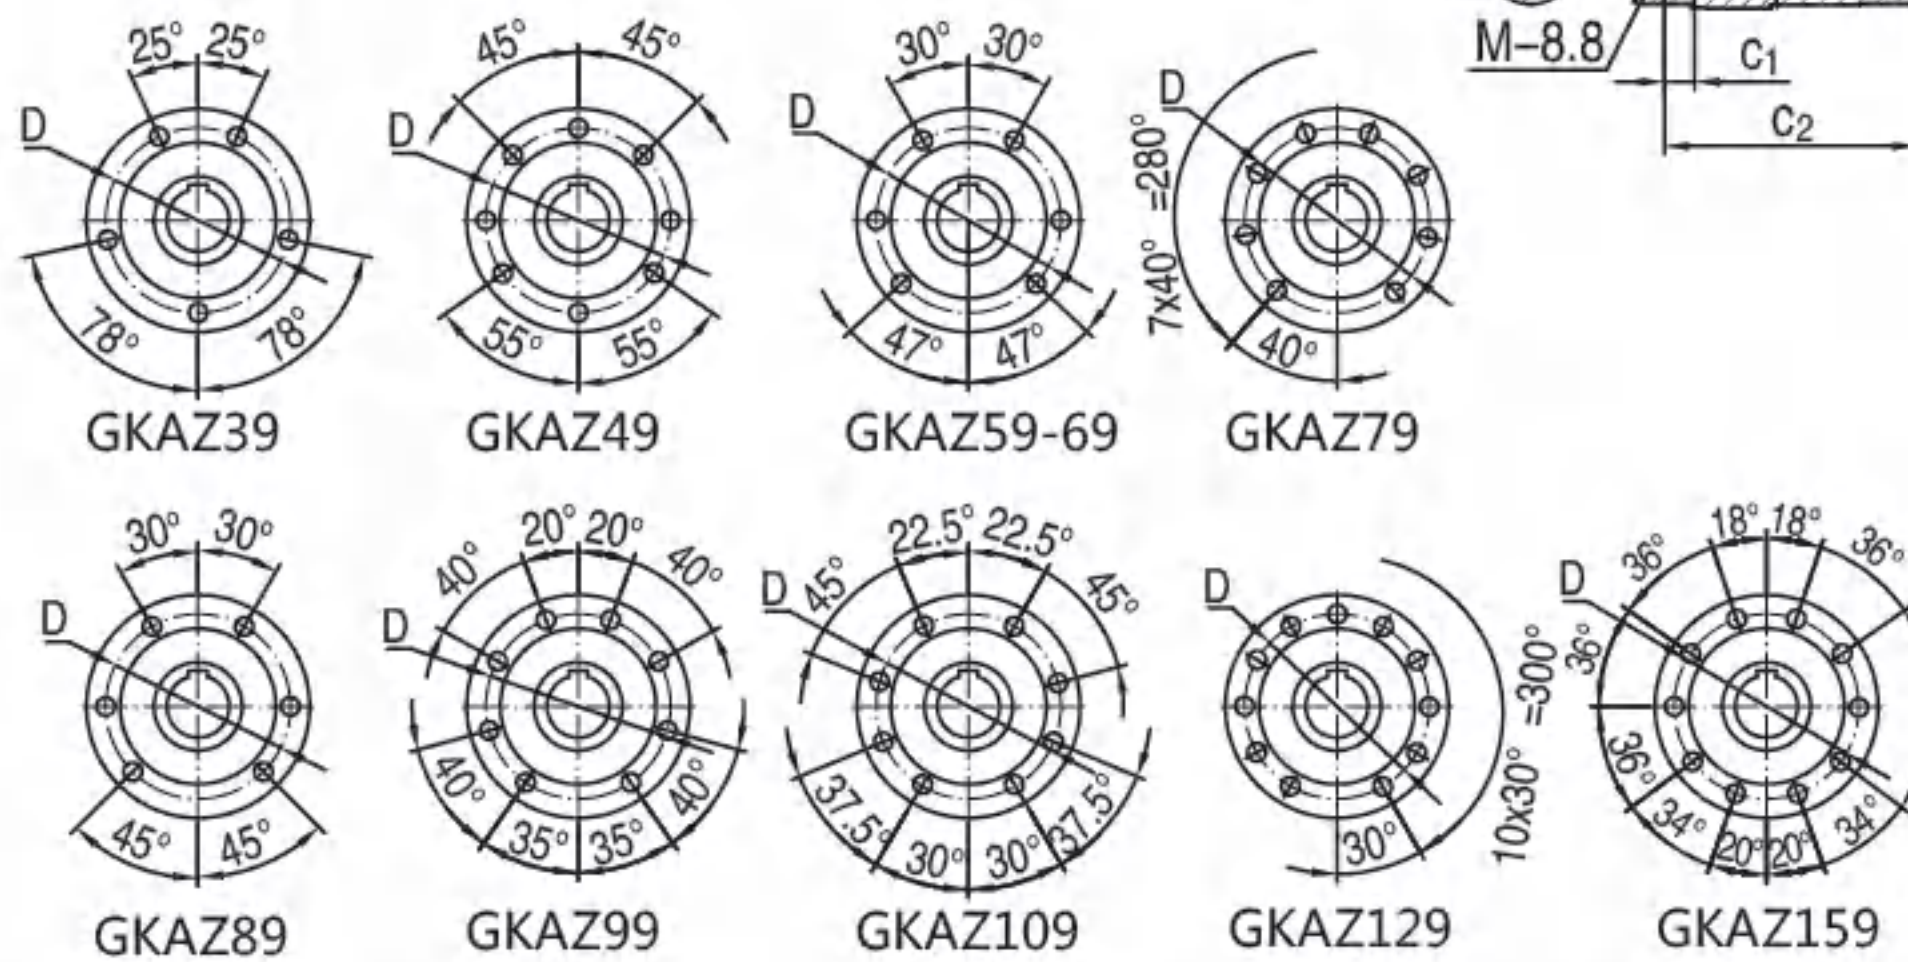 25° 25°
45° 45°
30° 30°
M-8.8
C1
C2
D
D
D
D
7x40° =280°
78° 78°
55° 55°
47° 47°
40°
GKAZ39
GKAZ49
GKAZ59-69
GKAZ79
30° 30°
40° 20° 20° 40°
45° 22.5° 22.5° 45°
36° 18° 18° 36°
D
D
D
D
D
36°
10x30° =300°
45° 45°
40° 35° 35° 40°
37.5° 30° 30° 37.5°
30°
36° 34° 20° 20° 34°
GKAZ89
GKAZ99
GKAZ109
GKAZ129
GKAZ159